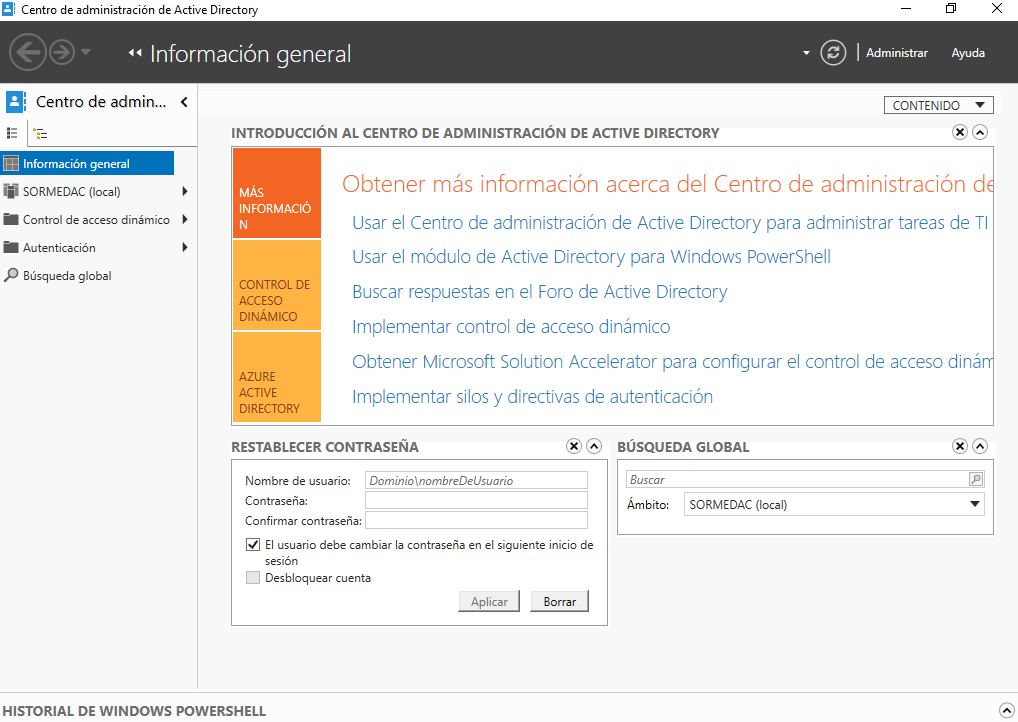 Centro de administración de Active Directory
Información general
Administrar
Ayuda
Centro de admin...
Información general
SORMEDAC (local)
Control de acceso dinámico
Autenticación
Búsqueda global
CONTENIDO
INTRODUCCIÓN AL CENTRO DE ADMINISTRACIÓN DE ACTIVE DIRECTORY
MÁS
INFORMACIÓ
N
CONTROL DE
ACCESO
DINÁMICO
AZURE
ACTIVE
DIRECTORY
Obtener más información acerca del Centro de administración de
Usar el Centro de administración de Active Directory para administrar tareas de TI
Usar el módulo de Active Directory para Windows PowerShell
Buscar respuestas en el Foro de Active Directory
Implementar control de acceso dinámico
Obtener Microsoft Solution Accelerator para configurar el control de acceso dinám
Implementar silos y directivas de autenticación
RESTABLECER CONTRASEÑA
Nombre de usuario:
Dominio\nombreDeUsuario
Contraseña:
Confirmar contraseña:
El usuario debe cambiar la contraseña en el siguiente inicio de
sesión
Desbloquear cuenta
Aplicar
Borrar
BÚSQUEDA GLOBAL
Buscar
Ámbito:
SORMEDAC (local)
HISTORIAL DE WINDOWS POWERSHELL